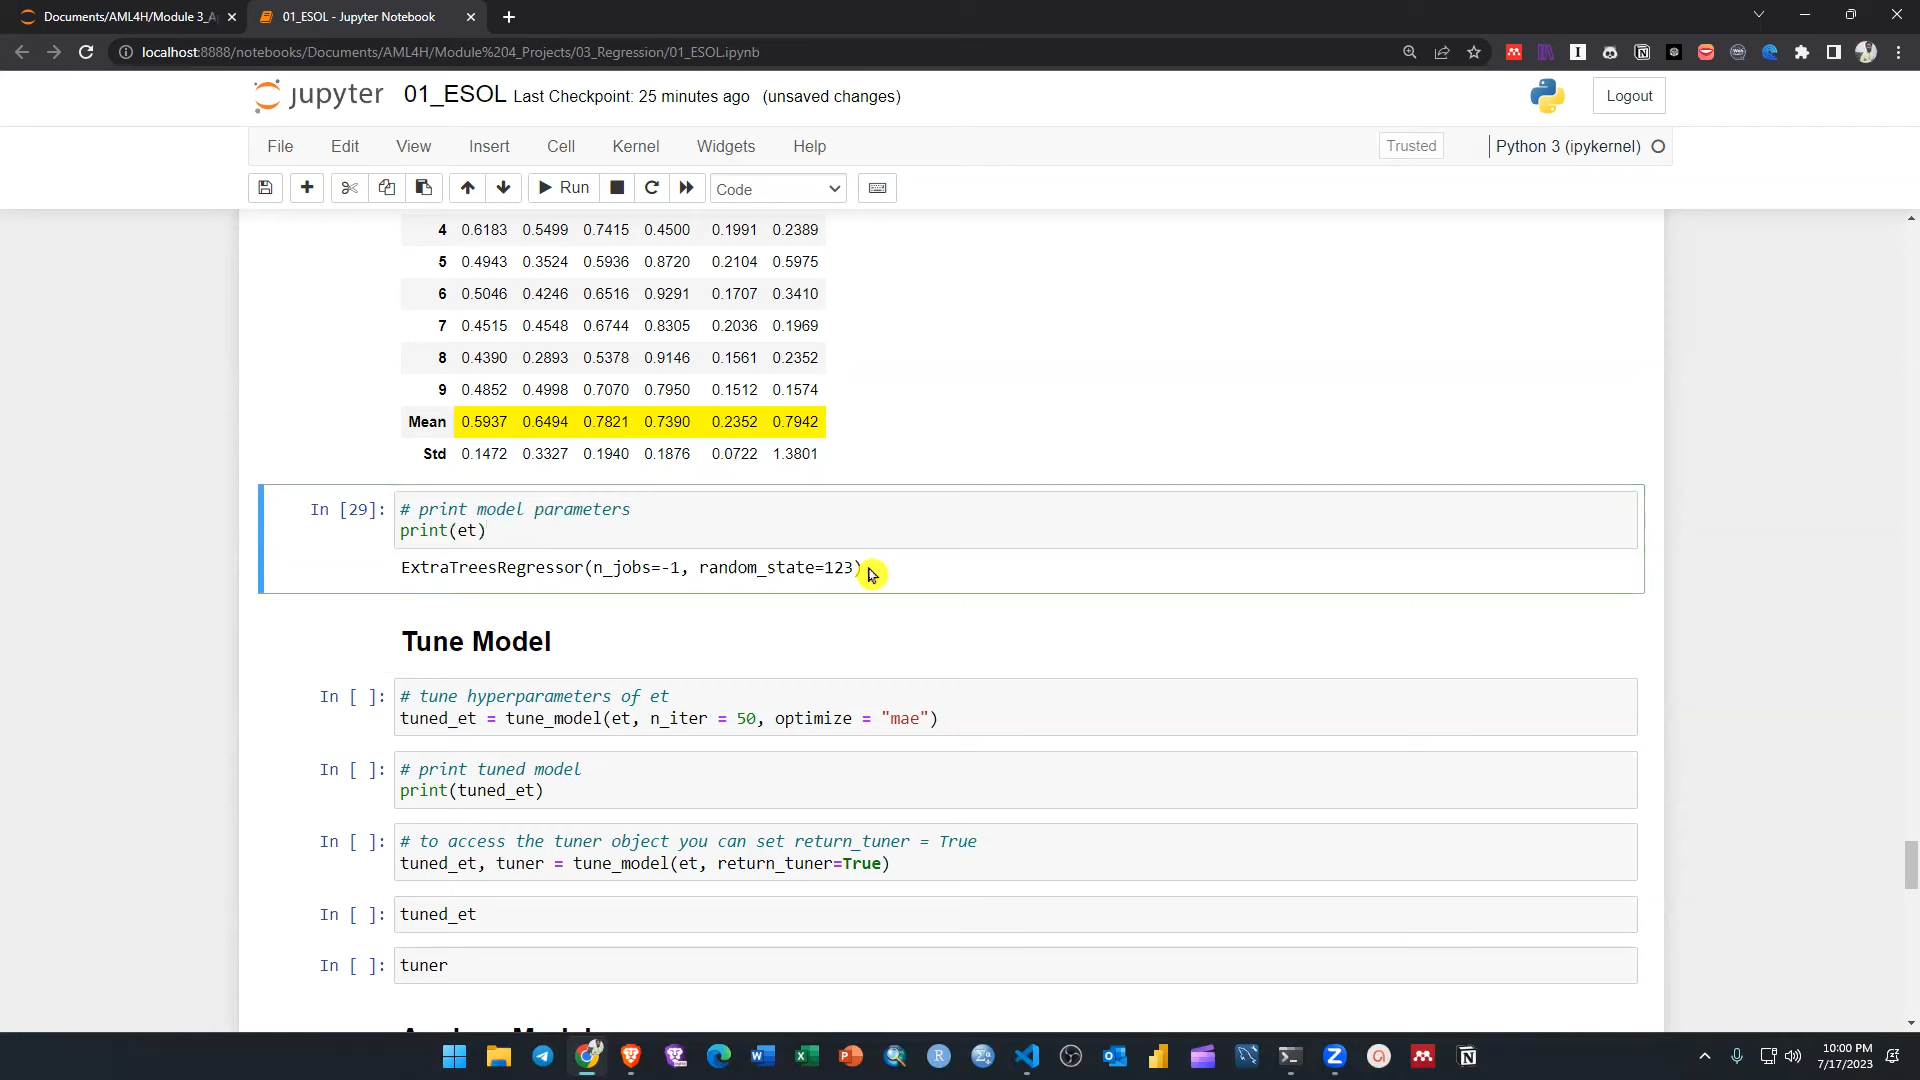 Documents/AML4H/Module 3_A
01_ESOL - Jupyter Notebook
localhost:8888/notebooks/Documents/AML4H/Module%204_Projects/03_Regression/01_ESOL.ipynb
jupyter 01_ESOL Last Checkpoint: 25 minutes ago (unsaved changes)
Logout
File Edit View Insert Cell Kernel Widgets Help
Trusted
Python 3 (ipykernel)
Run
Code
4 0.6183 0.5499 0.7415 0.4500 0.1991 0.2389
5 0.4943 0.3524 0.5936 0.8720 0.2104 0.5975
6 0.5046 0.4246 0.6516 0.9291 0.1707 0.3410
7 0.4515 0.4548 0.6744 0.8305 0.2036 0.1969
8 0.4390 0.2893 0.5378 0.9146 0.1561 0.2352
9 0.4852 0.4998 0.7070 0.7950 0.1512 0.1574
Mean 0.5937 0.6494 0.7821 0.7390 0.2352 0.7942
Std 0.1472 0.3327 0.1940 0.1876 0.0722 1.3801
In [29]: # print model parameters
print(et)
ExtraTreesRegressor(n_jobs=-1, random_state=123)
Tune Model
In [ ]: # tune hyperparameters of et
tuned_et = tune_model(et, n_iter = 50, optimize = "mae")
In [ ]: # print tuned model
print(tuned_et)
In [ ]: # to access the tuner object you can set return_tuner = True
tuned_et, tuner = tune_model(et, return_tuner=True)
In [ ]: tuned_et
In [ ]: tuner
10:00 PM
7/17/2023